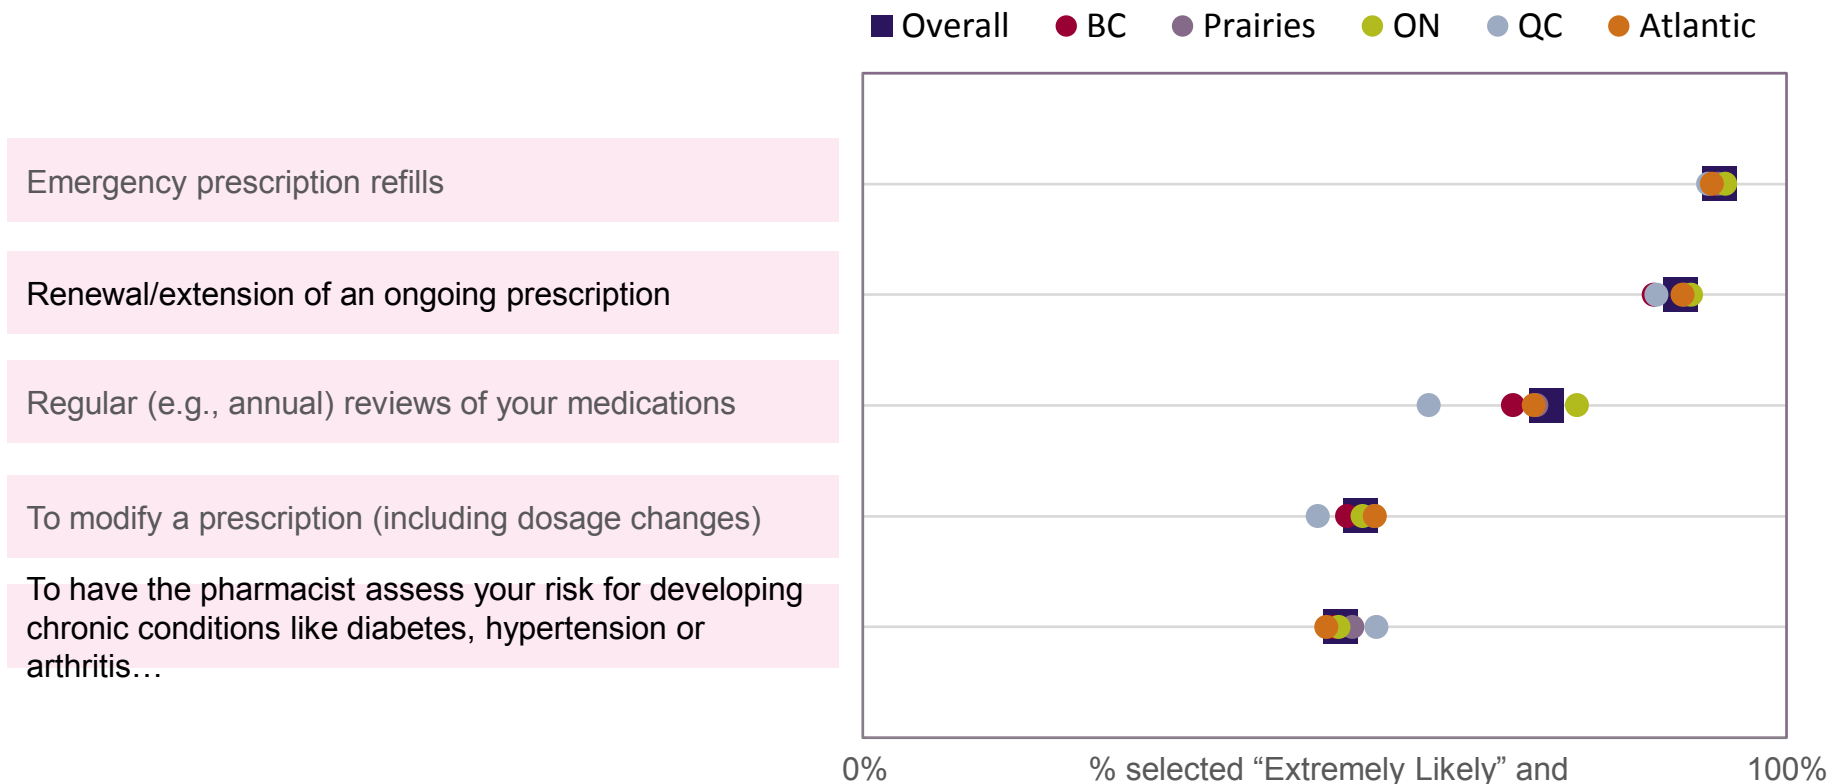 Overall BC Prairies ON QC Atlantic
Emergency prescription refills
Renewal/extension of an ongoing prescription
Regular (e.g., annual) reviews of your medications
To modify a prescription (including dosage changes)
To have the pharmacist assess your risk for developing
chronic conditions like diabetes, hypertension or
arthritis…
0% % selected “Extremely Likely” and 100%